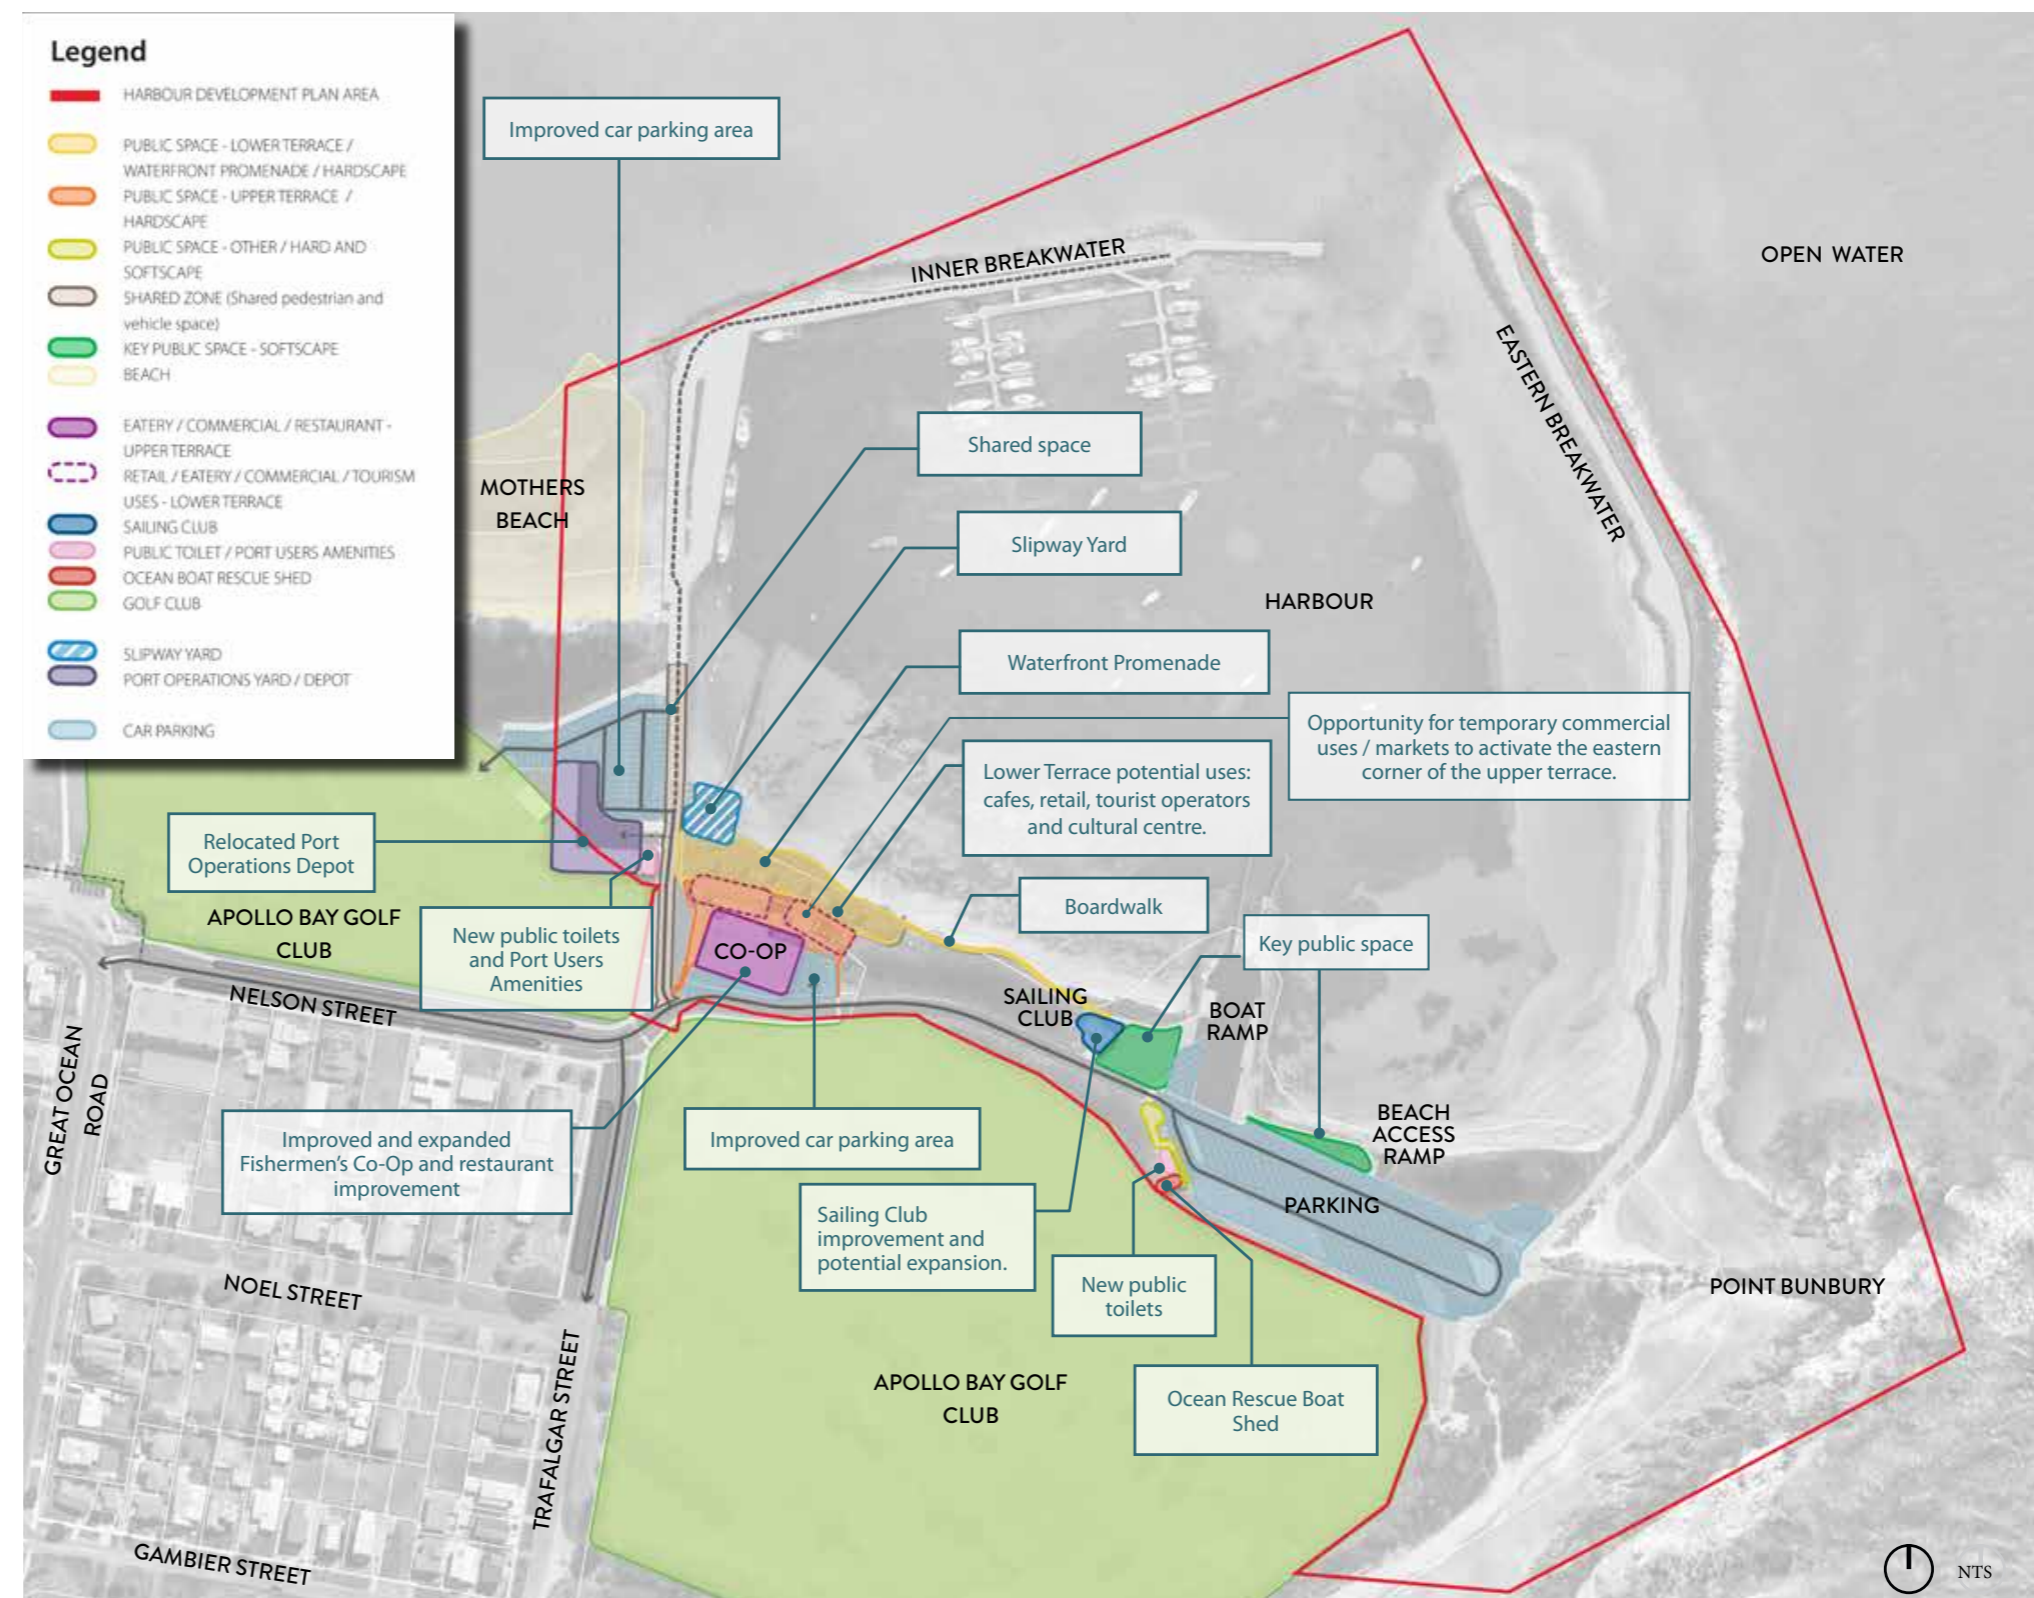 Legend
HARBOUR DEVELOPMENT PLAN AREA
PUBLIC SPACE - LOWER TERRACE /
WATERFRONT PROMENADE / HARDSCAPE
PUBLIC SPACE - UPPER TERRACE /
HARDSCAPE
PUBLIC SPACE - OTHER / HARD AND
SOFTSCAPE
SHARED ZONE (Shared pedestrian and
vehicle space)
KEY PUBLIC SPACE - SOFTSCAPE
BEACH
EATERY / COMMERCIAL / RESTAURANT -
UPPER TERRACE
RETAIL / EATERY / COMMERCIAL / TOURISM
USES - LOWER TERRACE
SAILING CLUB
PUBLIC TOILET / PORT USERS AMENITIES
OCEAN BOAT RESCUE SHED
GOLF CLUB
SLIPWAY YARD
PORT OPERATIONS YARD / DEPOT
CAR PARKING
Improved car parking area
INNER BREAKWATER
OPEN WATER
EASTERN BREAKWATER
Shared space
MOTHERS
BEACH
Slipway Yard
HARBOUR
Waterfront Promenade
Opportunity for temporary commercial
uses / markets to activate the eastern
corner of the upper terrace.
Lower Terrace potential uses:
cafes, retail, tourist operators
and cultural centre.
Relocated Port
Operations Depot
Boardwalk
APOLLO BAY GOLF
CLUB
New public toilets
and Port Users
Amenities
CO-OP
Key public space
NELSON STREET
SAILING
CLUB
BOAT
RAMP
GREAT OCEAN
ROAD
Improved and expanded
Fishermen's Co-Op and restaurant
improvement
Improved car parking area
BEACH
ACCESS
RAMP
Sailing Club
improvement and
potential expansion.
PARKING
New public
toilets
NOEL STREET
POINT BUNBURY
TRAFALGAR STREET
APOLLO BAY GOLF
CLUB
Ocean Rescue Boat
Shed
GAMBIER STREET
NTS